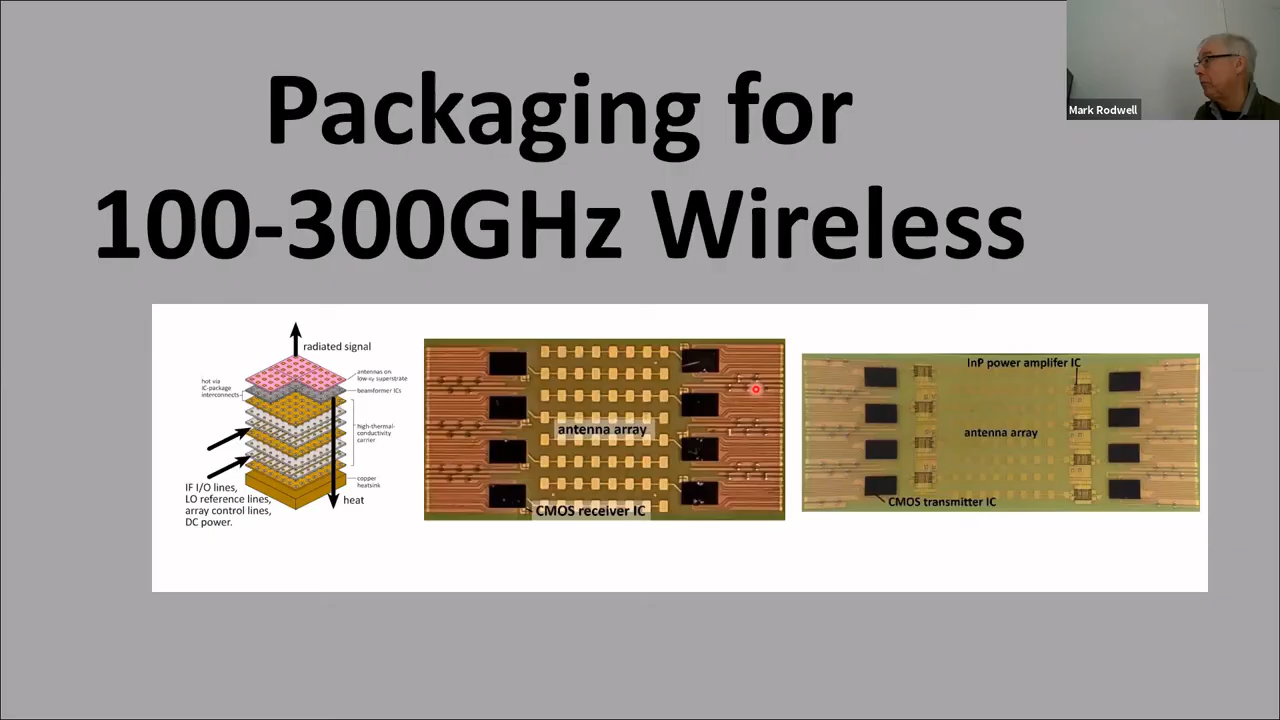 Packaging for
100-300GHz Wireless
Mark Rodwell
radiated signal
hot via
IC-package
interconnects
antennas on
low-εr superstrate
beamformer ICs
high-thermal-
conductivity
carrier
copper
heatsink
IF I/O lines,
LO reference lines,
array control lines,
DC power.
heat
antenna array
CMOS receiver IC
InP power amplifer IC
antenna array
CMOS transmitter IC